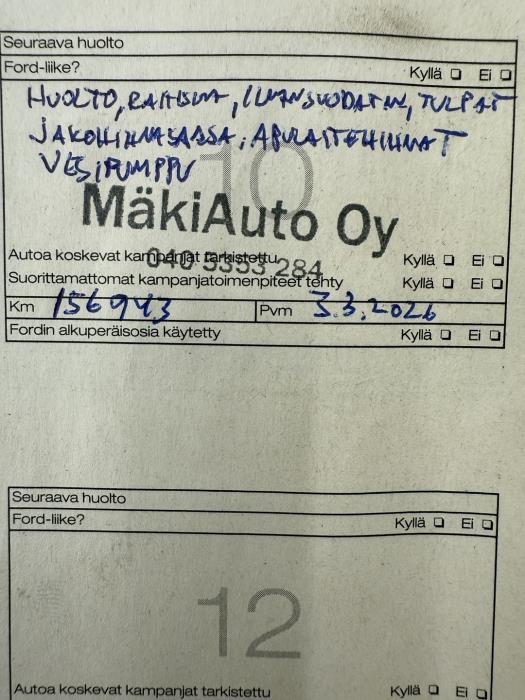 Seuraava huolto
Ford-liike? Kyllä ☐ Ei ☐
10
HUOLTO, RAITISILMA, ILMANSUODATIN, TULPAT
JAKOHIHNASARJA, APULAITEHIHNAT
VESIPUMPPU
MäkiAuto Oy
040 5353 284
Autoa koskevat kampanjat tarkistettu Kyllä ☐ Ei ☐
Suorittamattomat kampanjatoimenpiteet tehty Kyllä ☐ Ei ☐
Km 156943 Pvm 3.3.2026
Fordin alkuperäisosia käytetty Kyllä ☐ Ei ☐
Seuraava huolto
Ford-liike? Kyllä ☐ Ei ☐
12
Autoa koskevat kampanjat tarkistettu Kyllä ☐ Ei ☐